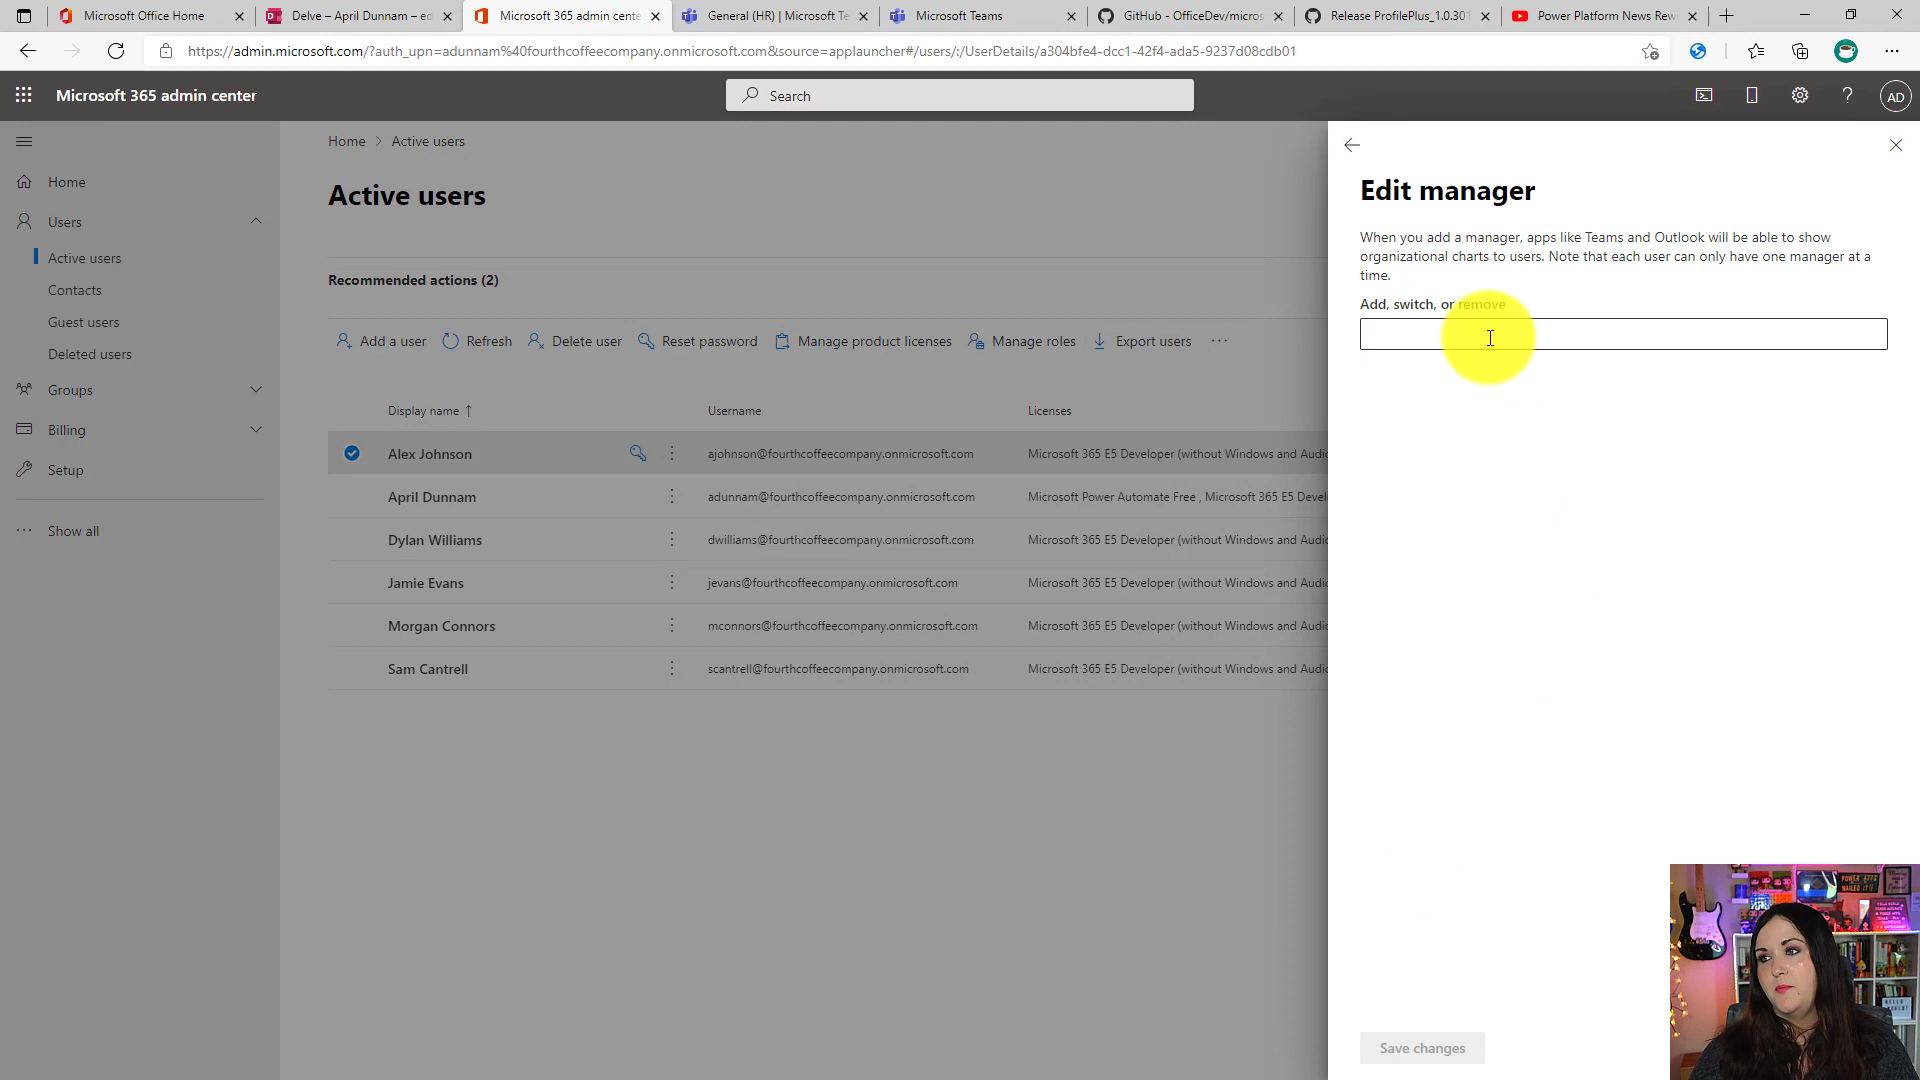 Microsoft Office Home
Delve – April Dunnam – ed
Microsoft 365 admin cente
General (HR) | Microsoft Te
Microsoft Teams
GitHub - OfficeDev/micros
Release ProfilePlus_1.0.301
Power Platform News Rew
https://admin.microsoft.com/?auth_upn=adunnam%40fourthcoffeecompany.onmicrosoft.com&source=applauncher#/users/:/UserDetails/a304bfe4-dcc1-42f4-ada5-9237d08cdb01
Microsoft 365 admin center
Search
AD
Home
Users
Active users
Contacts
Guest users
Deleted users
Groups
Billing
Setup
Show all
Home > Active users
Active users
Recommended actions (2)
Add a user
Refresh
Delete user
Reset password
Manage product licenses
Manage roles
Export users
Display name ↑
Username
Licenses
Alex Johnson
ajohnson@fourthcoffeecompany.onmicrosoft.com
Microsoft 365 E5 Developer (without Windows and Audio
April Dunnam
adunnam@fourthcoffeecompany.onmicrosoft.com
Microsoft Power Automate Free , Microsoft 365 E5 Devel
Dylan Williams
dwilliams@fourthcoffeecompany.onmicrosoft.com
Microsoft 365 E5 Developer (without Windows and Audio
Jamie Evans
jevans@fourthcoffeecompany.onmicrosoft.com
Microsoft 365 E5 Developer (without Windows and Audio
Morgan Connors
mconnors@fourthcoffeecompany.onmicrosoft.com
Microsoft 365 E5 Developer (without Windows and Audio
Sam Cantrell
scantrell@fourthcoffeecompany.onmicrosoft.com
Microsoft 365 E5 Developer (without Windows and Audio
Edit manager
When you add a manager, apps like Teams and Outlook will be able to show
organizational charts to users. Note that each user can only have one manager at a
time.
Add, switch, or remove
Save changes